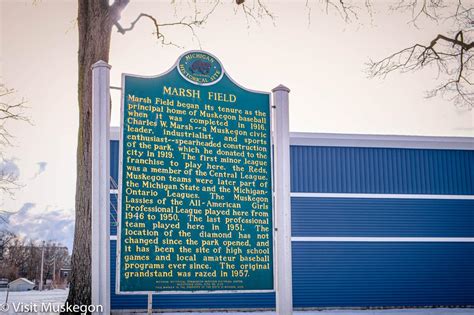 MICHIGAN
HISTORIC SITE
MARSH FIELD
Marsh Field began its tenure as the
principal home of Muskegon baseball
when it was completed in 1916.
Charles W. Marsh--a Muskegon civic
leader, industrialist, and sports
enthusiast--spearheaded construction
of the park, which he donated to the
city in 1919. The first minor league
franchise to play here, the Reds,
was a member of the Central League.
Muskegon teams were later part of
the Michigan State and the Michigan-
Ontario Leagues. The Muskegon
Lassies of the All-American Girls
Professional League played here from
1946 to 1950. The last professional
team played here in 1951. The
location of the diamond has not
changed since the park opened, and
it has been the site of high school
games and local amateur baseball
programs ever since. The original
grandstand was razed in 1957.
© Visit Muskegon